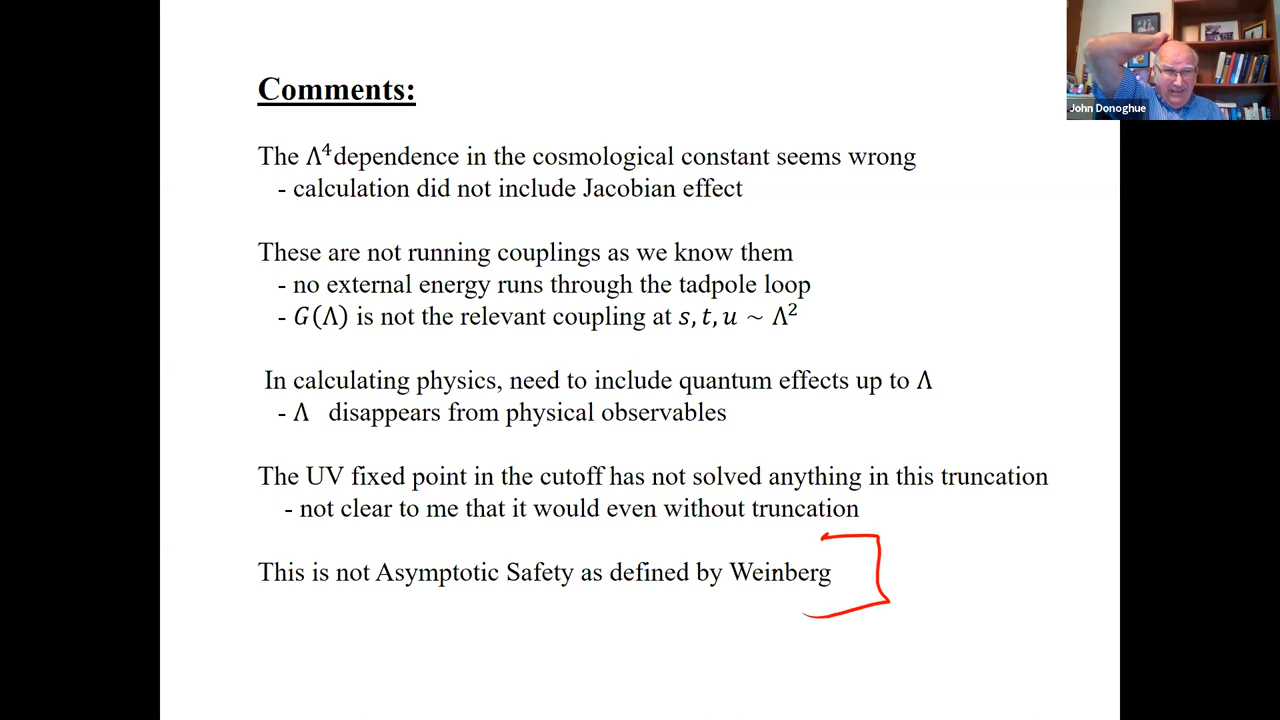 Comments:
The Λ⁴dependence in the cosmological constant seems wrong
- calculation did not include Jacobian effect
These are not running couplings as we know them
- no external energy runs through the tadpole loop
- G(Λ) is not the relevant coupling at s, t, u ~ Λ²
In calculating physics, need to include quantum effects up to Λ
- Λ disappears from physical observables
The UV fixed point in the cutoff has not solved anything in this truncation
- not clear to me that it would even without truncation
This is not Asymptotic Safety as defined by Weinberg
John Donoghue